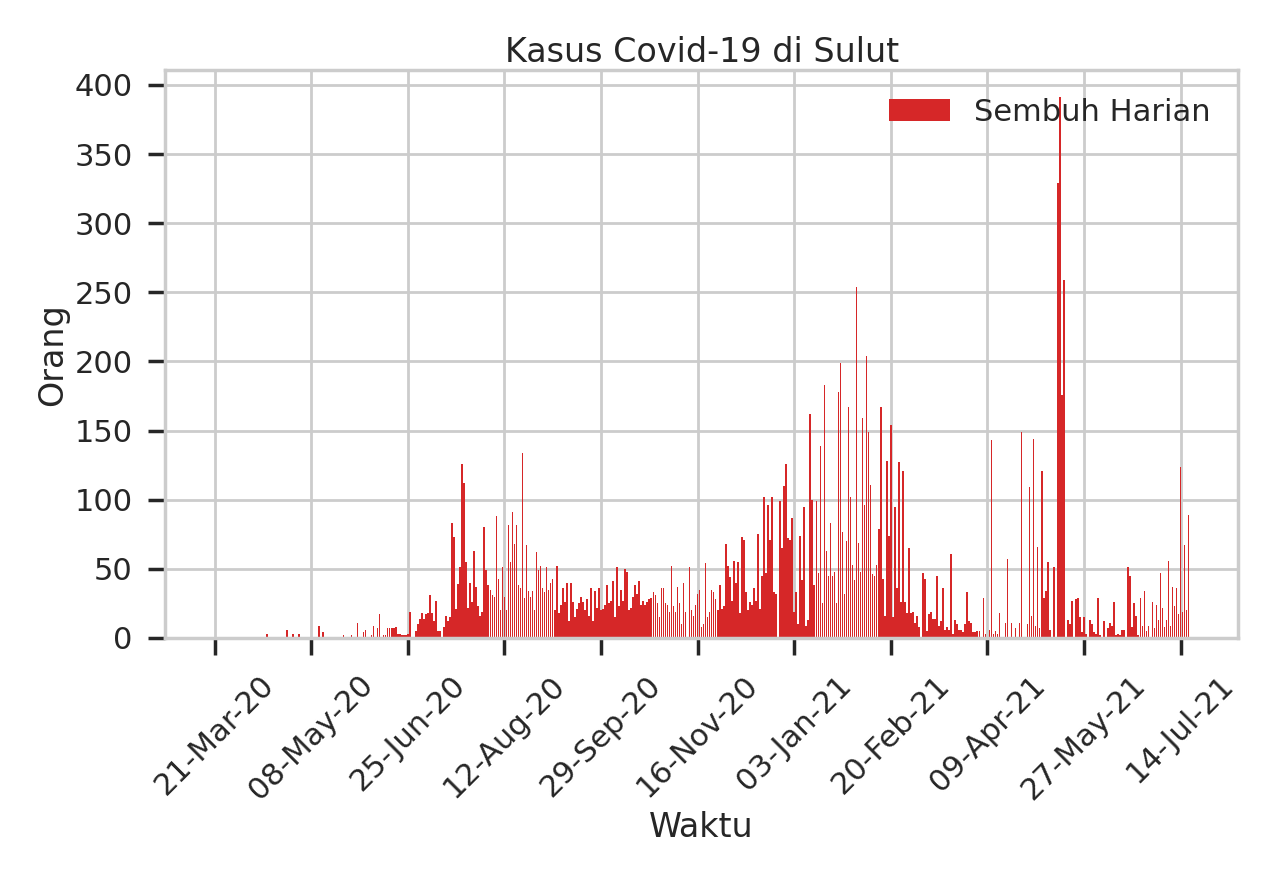 Kasus Covid-19 di Sulut
Sembuh Harian
Orang
400
350
300
250
200
150
100
50
0
21-Mar-20
08-May-20
25-Jun-20
12-Aug-20
29-Sep-20
16-Nov-20
03-Jan-21
20-Feb-21
09-Apr-21
27-May-21
14-Jul-21
Waktu